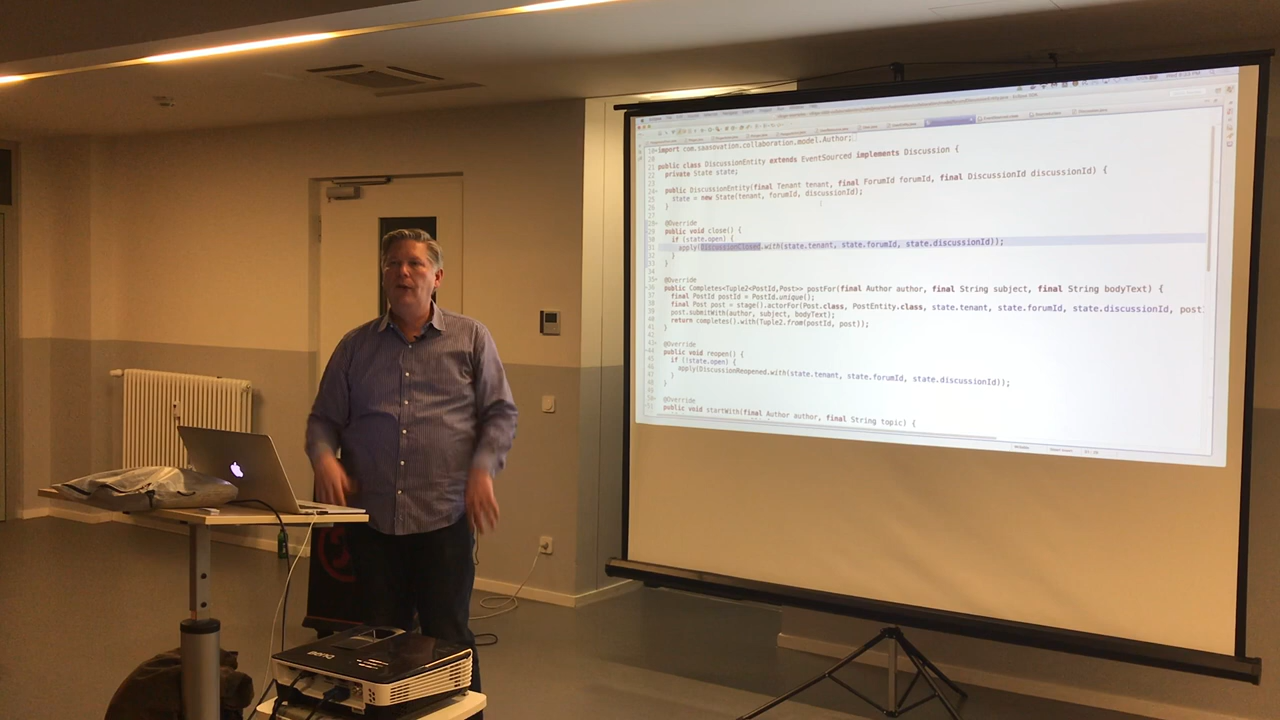 Wed 8:20 PM
import com.saasovation.collaboration.model.Author;
public class DiscussionEntity extends EventSourced implements Discussion {
private State state;
public DiscussionEntity(final Tenant tenant, final ForumId forumId, final DiscussionId discussionId) {
state = new State(tenant, forumId, discussionId);
}
@Override
public void close() {
if (state.open) {
apply(DiscussionClosed.with(state.tenant, state.forumId, state.discussionId));
}
}
@Override
public Completes<Tuple2<PostId,Post>> postFor(final Author author, final String subject, final String bodyText) {
final PostId postId = PostId.unique();
final Post post = stage().actorFor(Post.class, PostEntity.class, state.tenant, state.forumId, state.discussionId, post
post.submitWith(author, subject, bodyText);
return completes().with(Tuple2.from(postId, post));
}
@Override
public void reopen() {
if (!state.open) {
apply(DiscussionReopened.with(state.tenant, state.forumId, state.discussionId));
}
}
@Override
public void startWith(final Author author, final String topic) {
BenQ